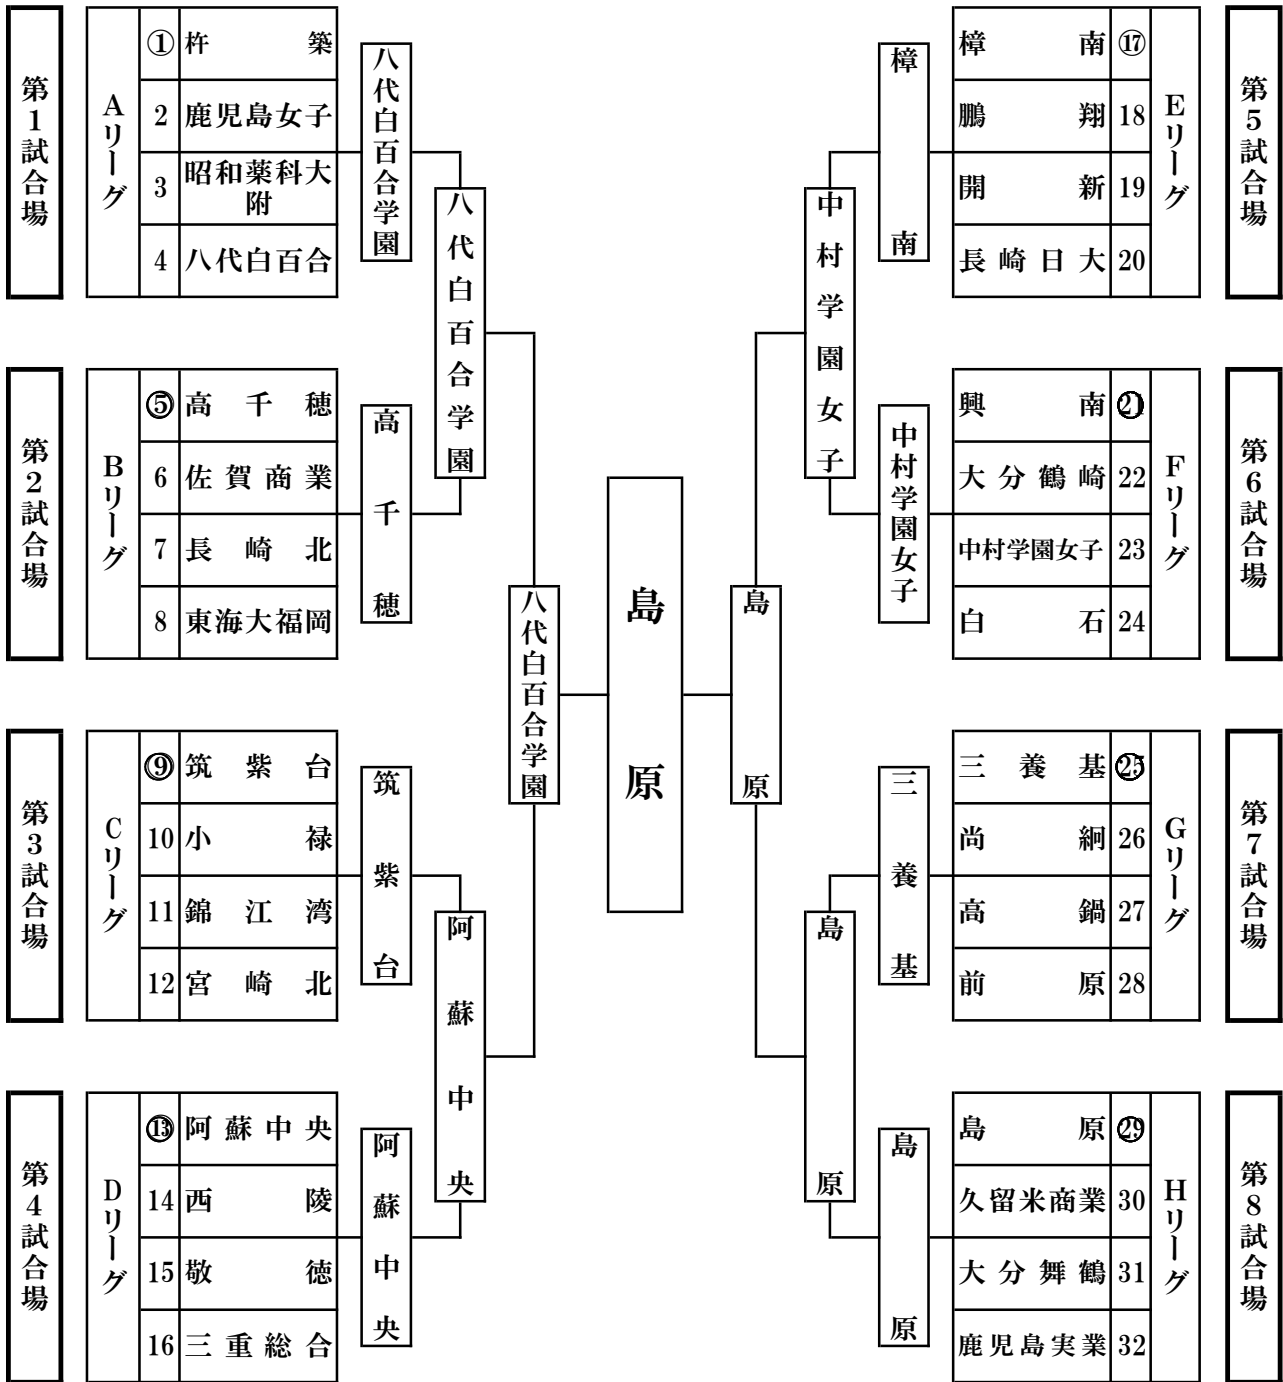 第1試合場
Aリーグ
① 杵築
2 鹿児島女子
3 昭和薬科大附
4 八代白百合
八代白百合学園
第2試合場
Bリーグ
⑤ 高千穂
6 佐賀商業
7 長崎北
8 東海大福岡
高千穂
八代白百合学園
第3試合場
Cリーグ
⑨ 筑紫台
10 小禄
11 錦江湾
12 宮崎北
筑紫台
第4試合場
Dリーグ
⑬ 阿蘇中央
14 西陵
15 敬徳
16 三重総合
阿蘇中央
阿蘇中央
八代白百合学園
島原
島原
中村学園女子
樟南
樟南 ⑰
鵬翔 18
開新 19
長崎日大 20
Eリーグ
第5試合場
中村学園女子
興南 ㉑
大分鶴崎 22
中村学園女子 23
白石 24
Fリーグ
第6試合場
島原
三養基
三養基 ㉕
尚絅 26
高鍋 27
前原 28
Gリーグ
第7試合場
島原
島原 ㉙
久留米商業 30
大分舞鶴 31
鹿児島実業 32
Hリーグ
第8試合場